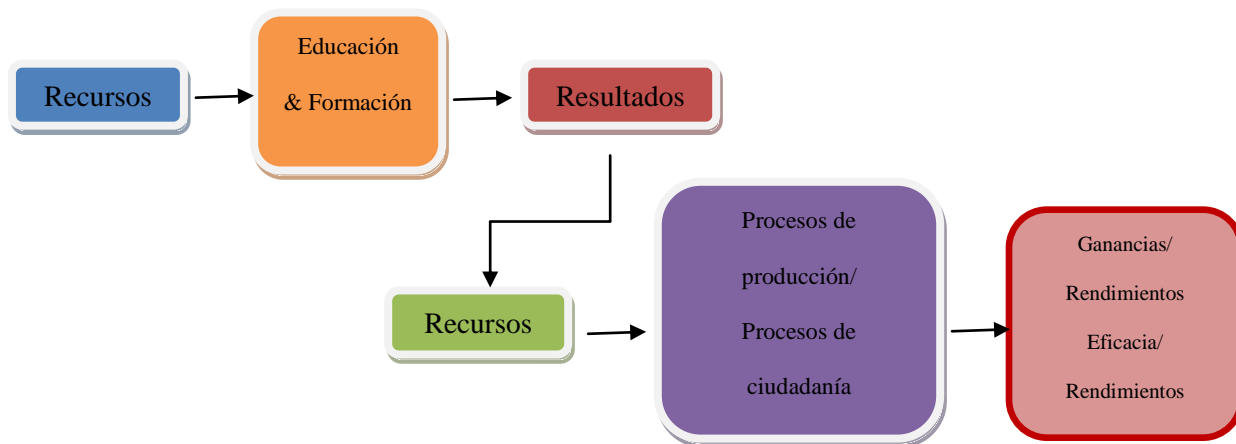 Recursos
Educación
& Formación
Resultados
Recursos
Procesos de
producción/
Procesos de
ciudadanía
Ganancias/
Rendimientos
Eficacia/
Rendimientos